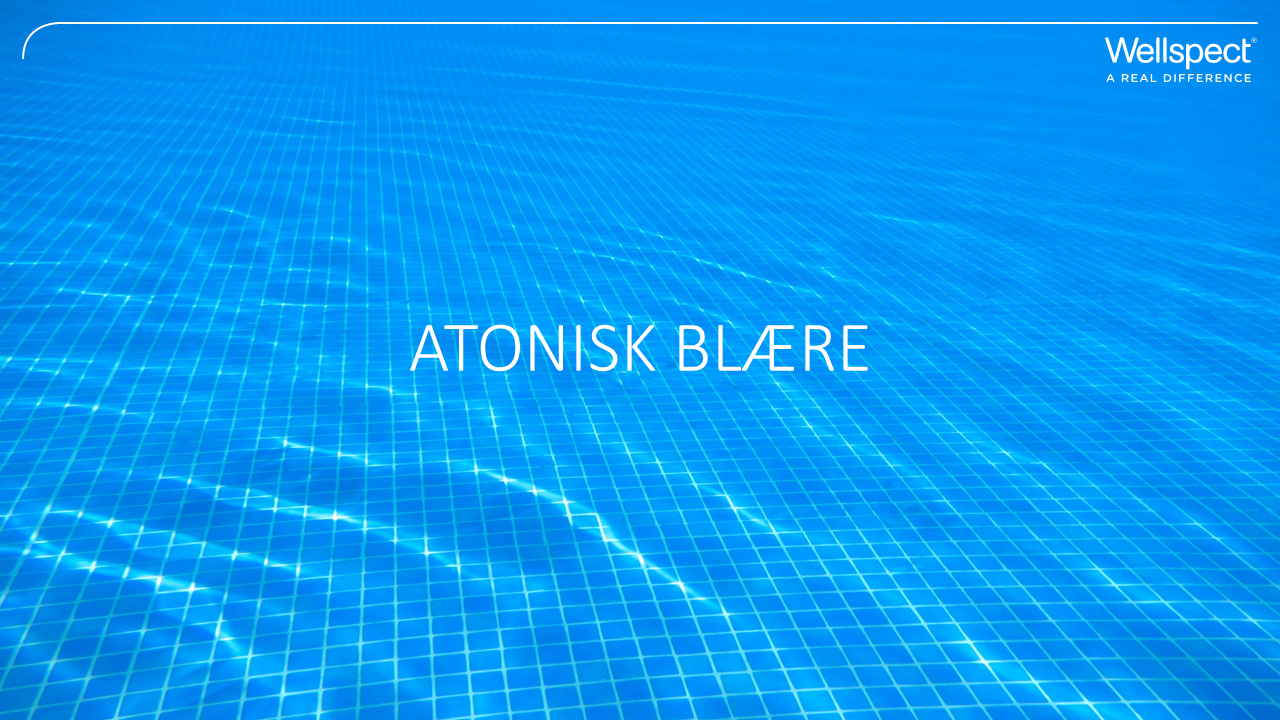 Wellspect®
A REAL DIFFERENCE
ATONISK BLÆRE